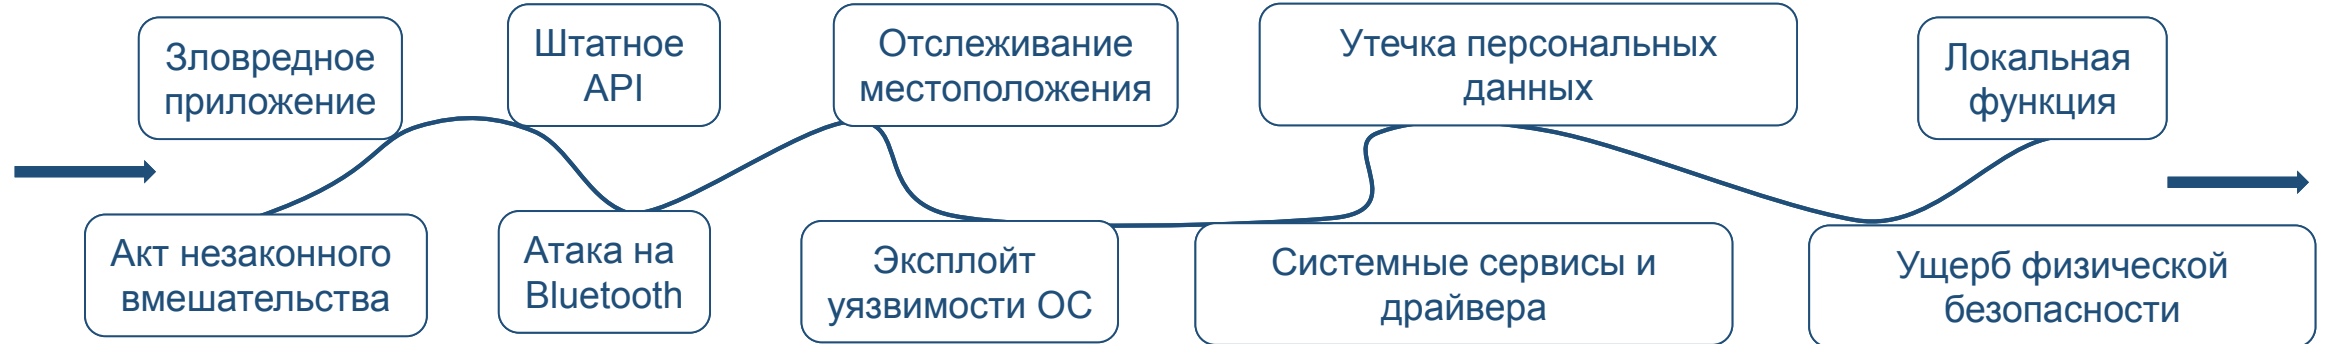 Зловредное
приложение
Штатное
API
Отслеживание
местоположения
Утечка персональных
данных
Локальная
функция
Акт незаконного
вмешательства
Атака на
Bluetooth
Эксплойт
уязвимости ОС
Системные сервисы и
драйвера
Ущерб физической
безопасности